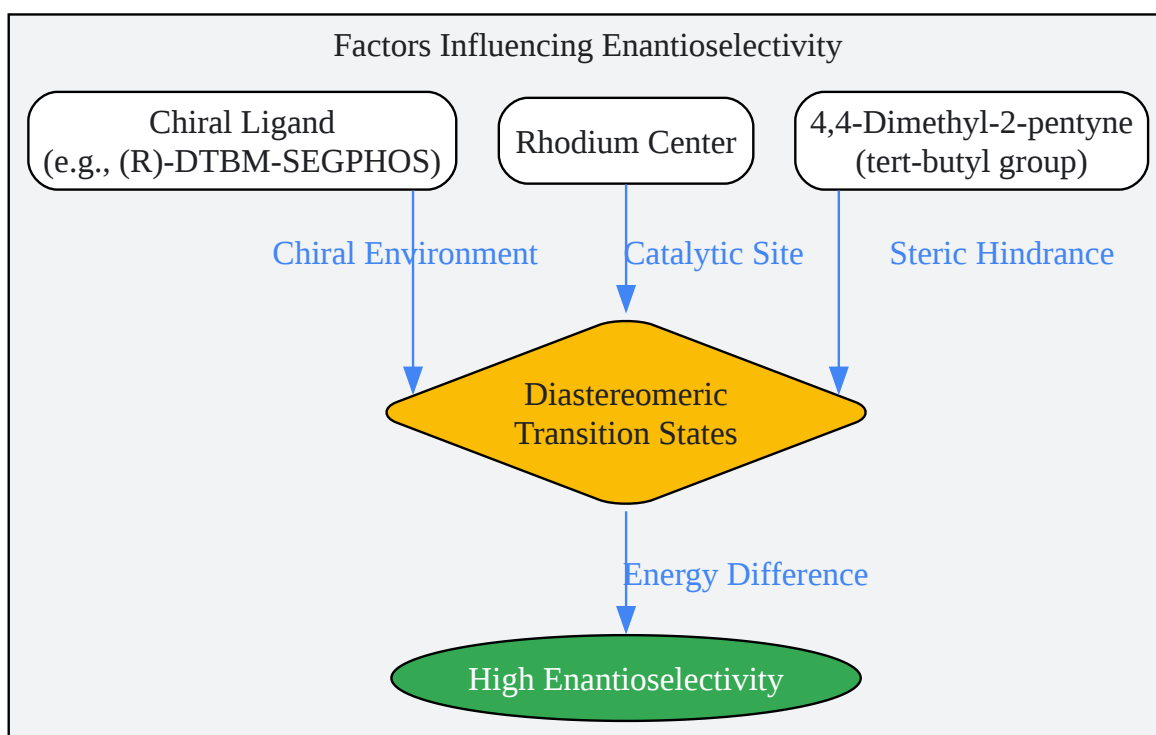 Factors Influencing Enantioselectivity
Chiral Ligand
(e.g., (R)-DTBM-SEGPHOS)
Rhodium Center
4,4-Dimethyl-2-pentyne
(tert-butyl group)
Chiral Environment
Catalytic Site
Steric Hindrance
Diastereomeric
Transition States
Energy Difference
High Enantioselectivity